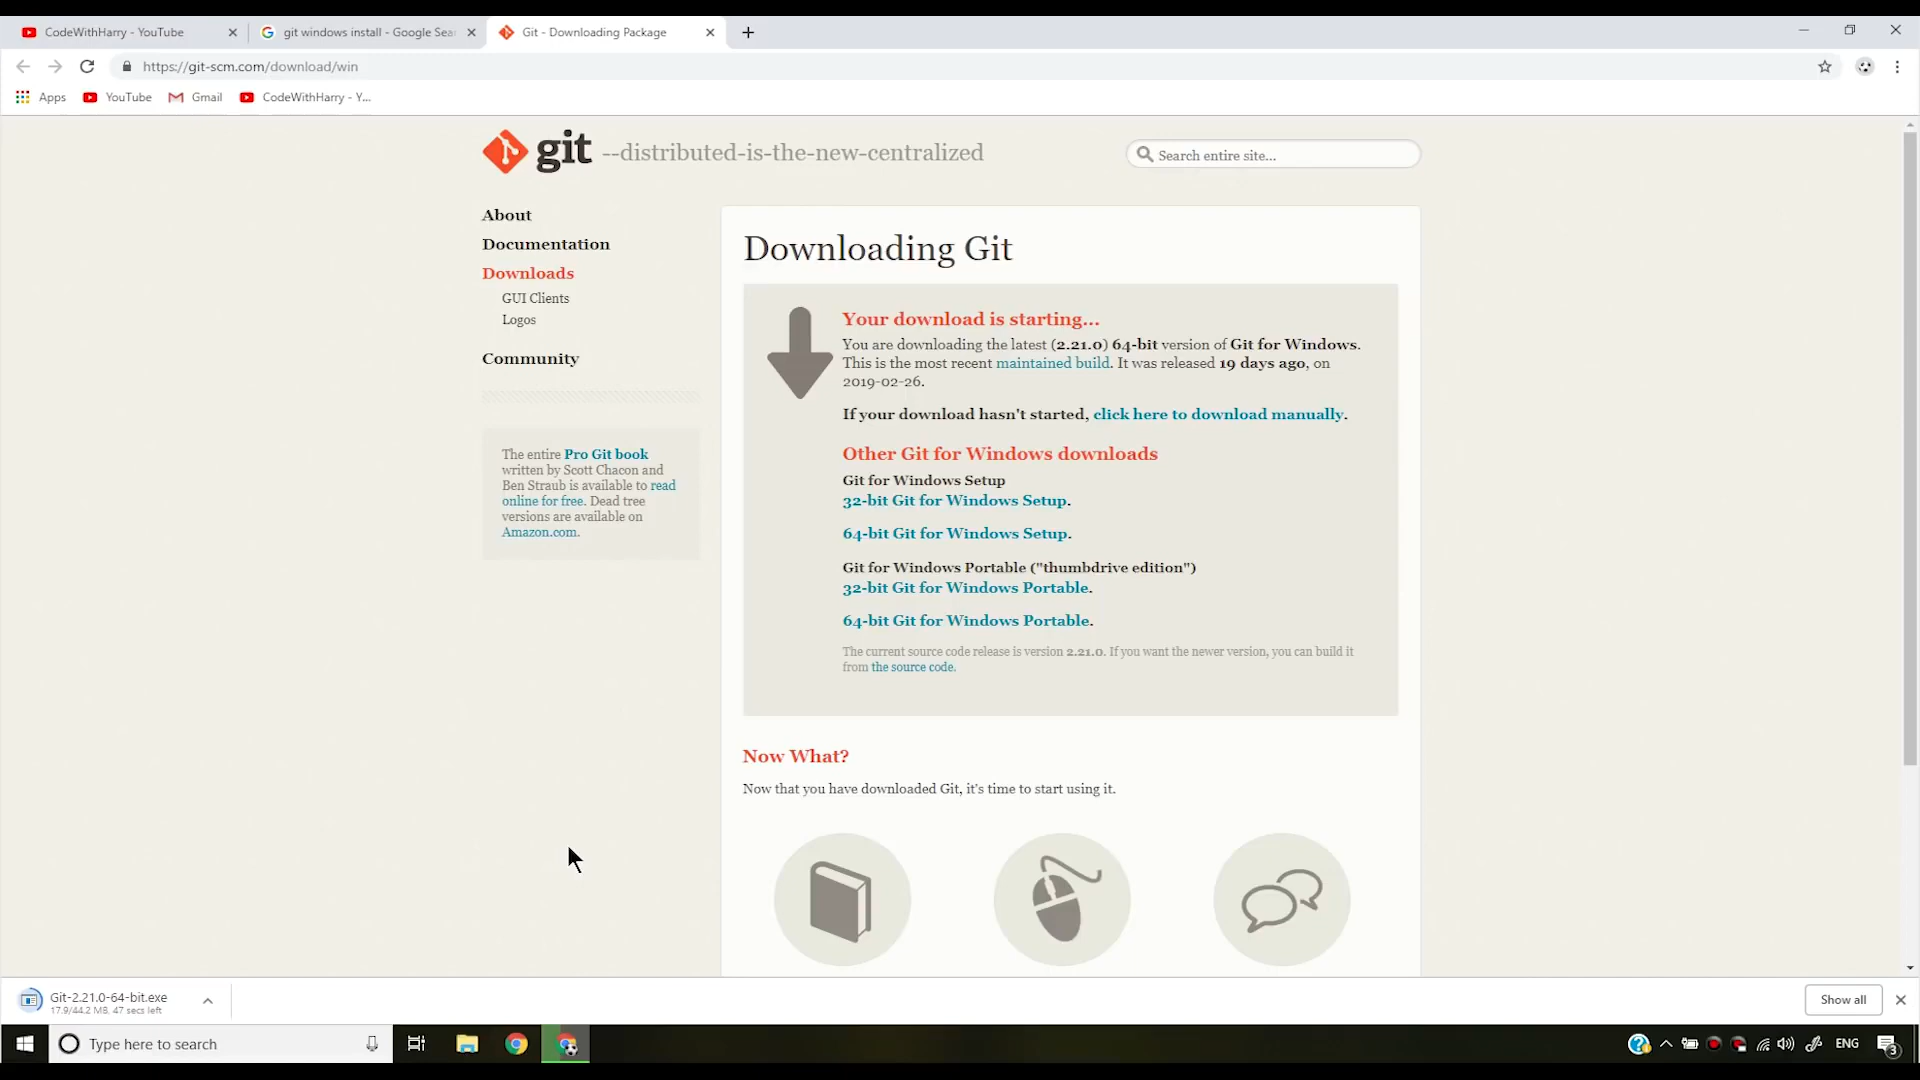 CodeWithHarry - YouTube
git windows install - Google Sea
Git - Downloading Package
https://git-scm.com/download/win
Apps
YouTube
Gmail
CodeWithHarry - Y...
git --distributed-is-the-new-centralized
Search entire site...
About
Documentation
Downloads
GUI Clients
Logos
Community
The entire Pro Git book
written by Scott Chacon and
Ben Straub is available to read
online for free. Dead tree
versions are available on
Amazon.com.
Downloading Git
Your download is starting...
You are downloading the latest (2.21.0) 64-bit version of Git for Windows.
This is the most recent maintained build. It was released 19 days ago, on
2019-02-26.
If your download hasn't started, click here to download manually.
Other Git for Windows downloads
Git for Windows Setup
32-bit Git for Windows Setup.
64-bit Git for Windows Setup.
Git for Windows Portable ("thumbdrive edition")
32-bit Git for Windows Portable.
64-bit Git for Windows Portable.
The current source code release is version 2.21.0. If you want the newer version, you can build it
from the source code.
Now What?
Now that you have downloaded Git, it's time to start using it.
Git-2.21.0-64-bit.exe
17.9/44.2 MB, 47 secs left
Show all
Type here to search
ENG
3